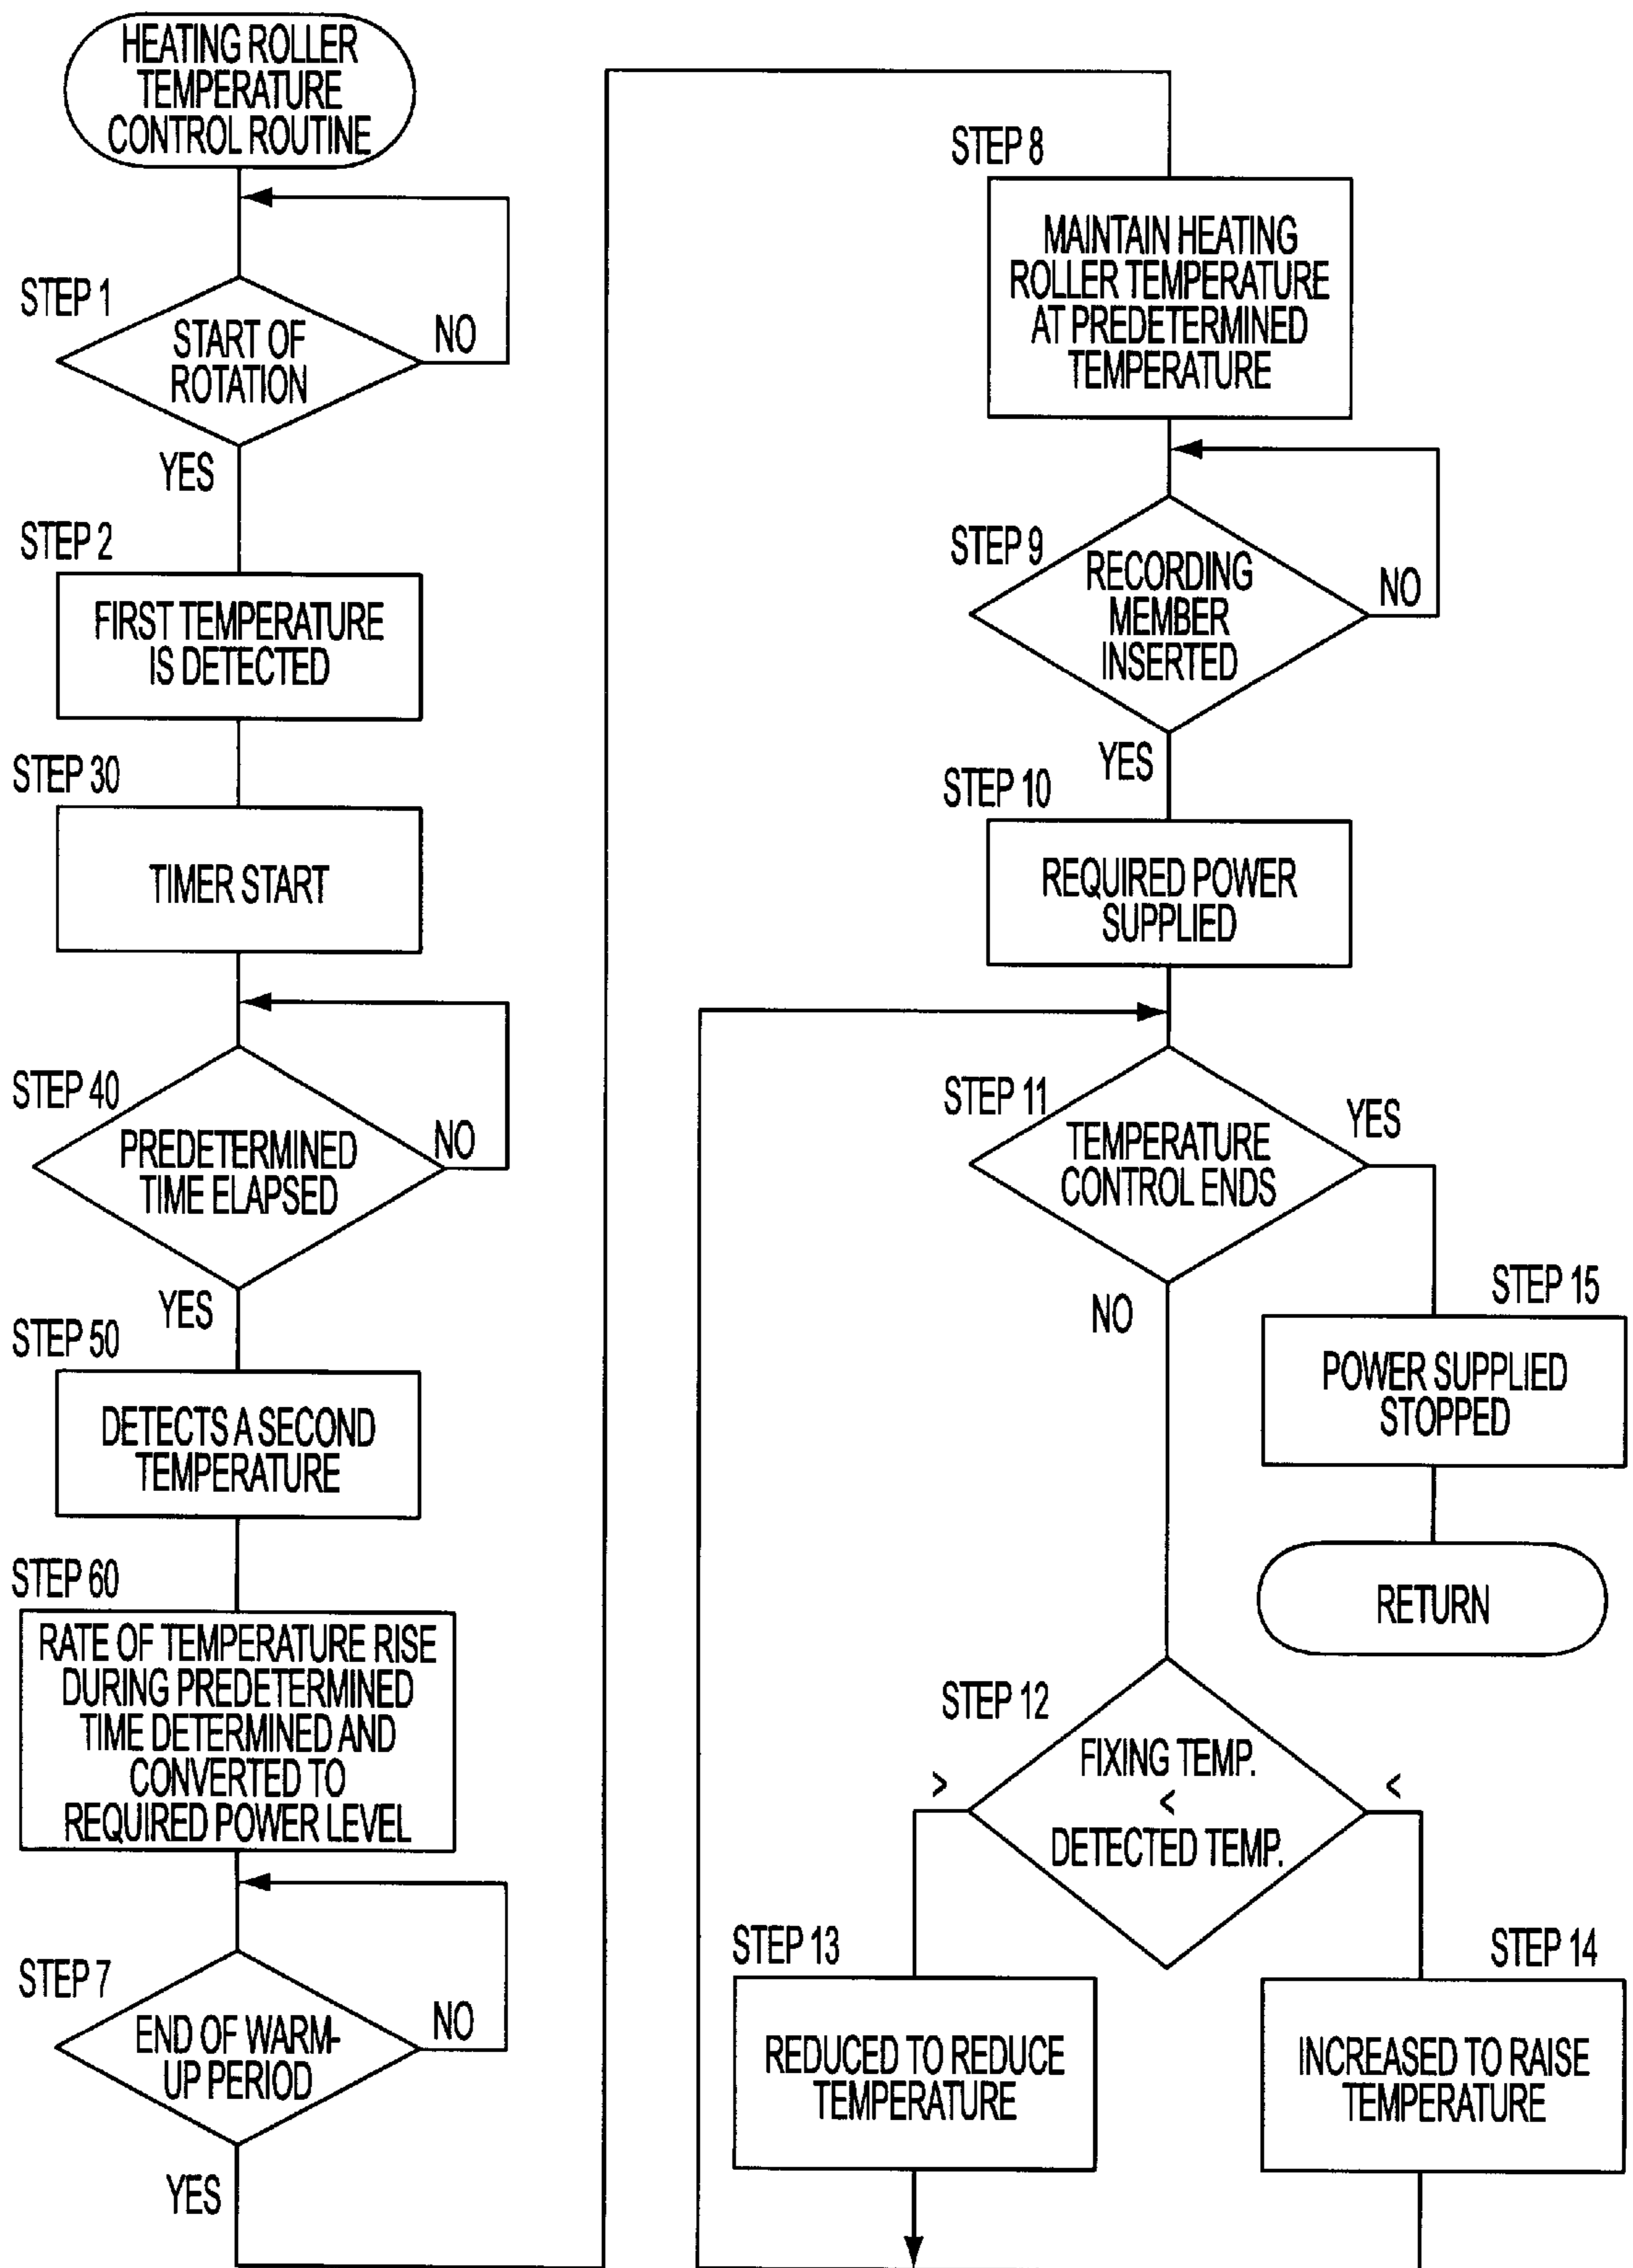 HEATING ROLLER
TEMPERATURE
CONTROL ROUTINE
STEP 1
START OF
ROTATION
NO
YES
STEP 2
FIRST TEMPERATURE
IS DETECTED
STEP 30
TIMER START
STEP 40
PREDETERMINED
TIME ELAPSED
NO
YES
STEP 50
DETECTS A SECOND
TEMPERATURE
STEP 60
RATE OF TEMPERATURE RISE
DURING PREDETERMINED
TIME DETERMINED AND
CONVERTED TO
REQUIRED POWER LEVEL
STEP 7
END OF WARM-
UP PERIOD
NO
YES
STEP 8
MAINTAIN HEATING
ROLLER TEMPERATURE
AT PREDETERMINED
TEMPERATURE
STEP 9
RECORDING
MEMBER
INSERTED
NO
YES
STEP 10
REQUIRED POWER
SUPPLIED
STEP 11
TEMPERATURE
CONTROL ENDS
YES
NO
STEP 15
POWER SUPPLIED
STOPPED
RETURN
STEP 12
FIXING TEMP.
<
DETECTED TEMP.
>
<
STEP 13
REDUCED TO REDUCE
TEMPERATURE
STEP 14
INCREASED TO RAISE
TEMPERATURE